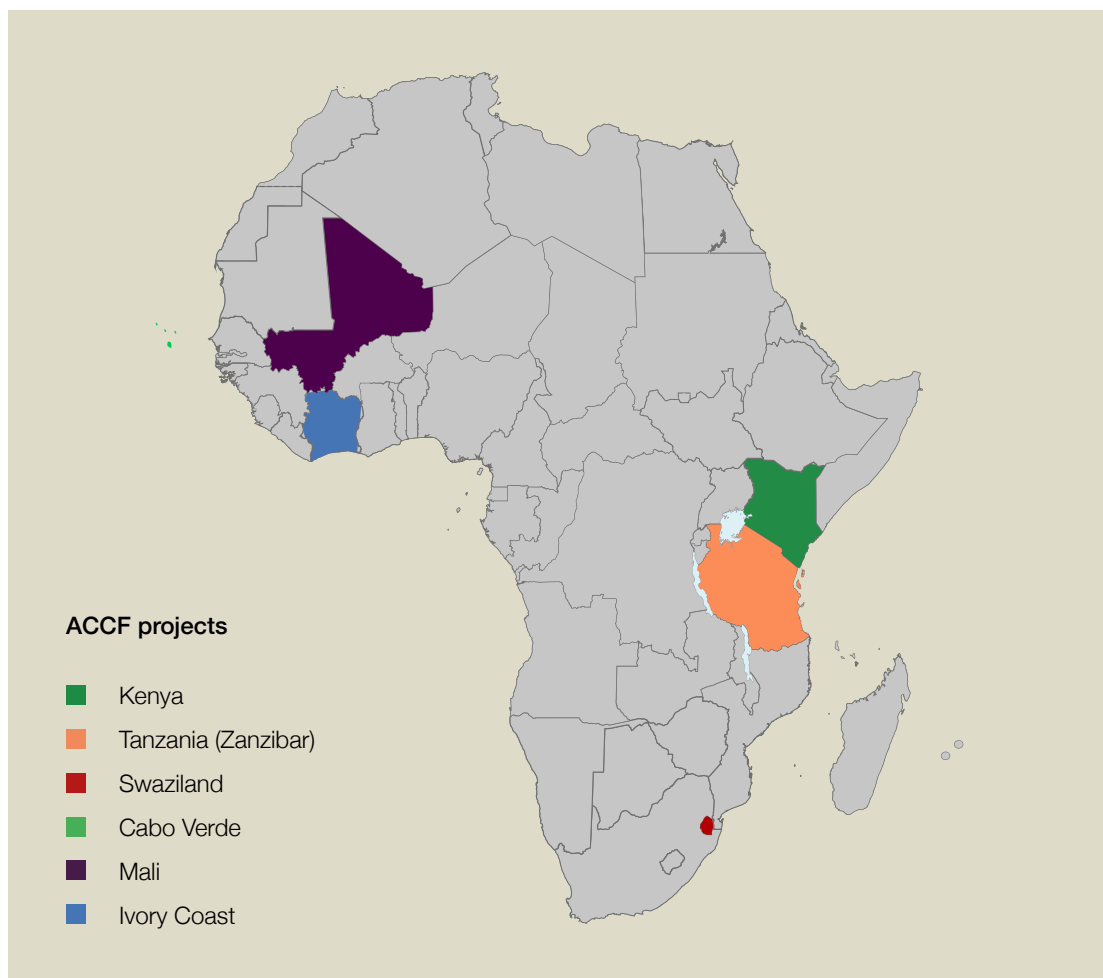 ACCF projects
Kenya
Tanzania (Zanzibar)
Swaziland
Cabo Verde
Mali
Ivory Coast